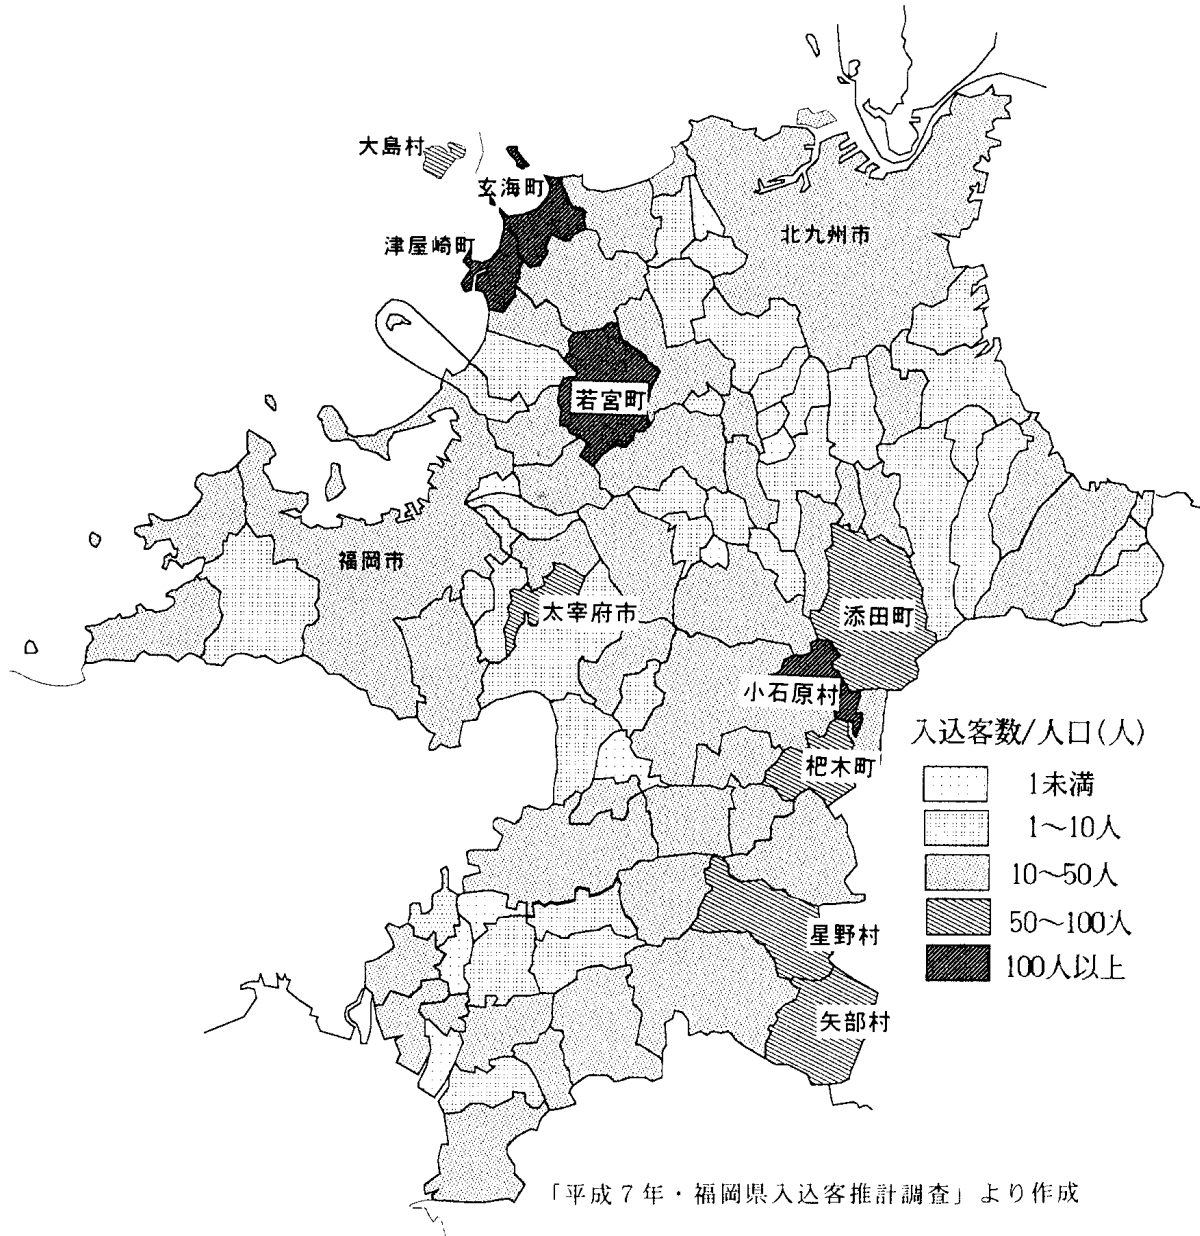 大島村
玄海町
津屋崎町
北九州市
若宮町
福岡市
太宰府市
添田町
小石原村
杷木町
星野村
矢部村
入込客数/人口(人)
1未満
1〜10人
10〜50人
50〜100人
100人以上
「平成7年・福岡県入込客推計調査」より作成